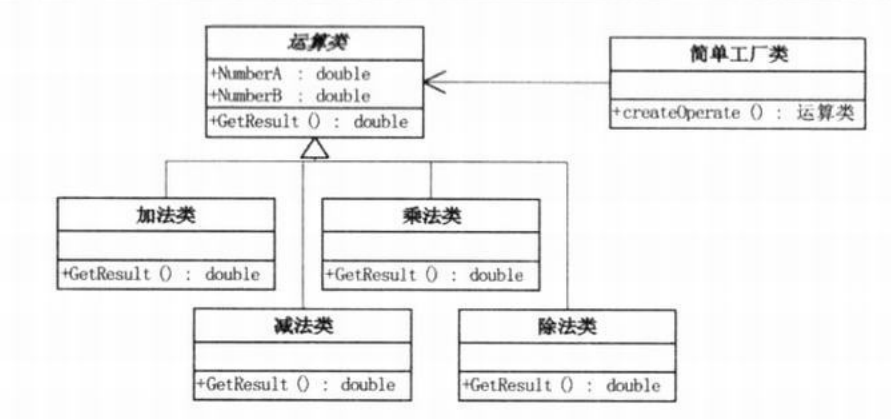 运算类
+NumberA : double
+NumberB : double
+GetResult () : double
简单工厂类
+createOperate () : 运算类
加法类
+GetResult () : double
乘法类
+GetResult () : double
减法类
+GetResult () : double
除法类
+GetResult () : double